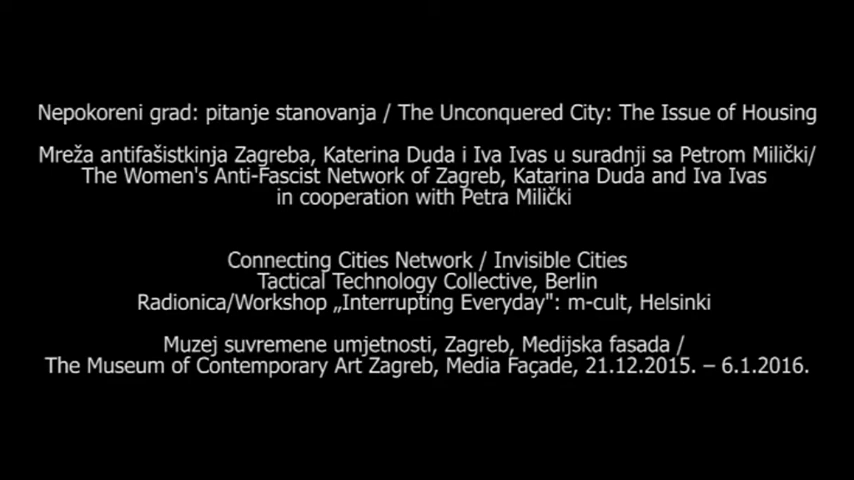 Nepokoreni grad: pitanje stanovanja / The Unconquered City: The Issue of Housing
Mreža antifašistkinja Zagreba, Katerina Duda i Iva Ivas u suradnji sa Petrom Milički/
The Women's Anti-Fascist Network of Zagreb, Katarina Duda and Iva Ivas
in cooperation with Petra Milički
Connecting Cities Network / Invisible Cities
Tactical Technology Collective, Berlin
Radionica/Workshop „Interrupting Everyday": m-cult, Helsinki
Muzej suvremene umjetnosti, Zagreb, Medijska fasada /
The Museum of Contemporary Art Zagreb, Media Façade, 21.12.2015. – 6.1.2016.